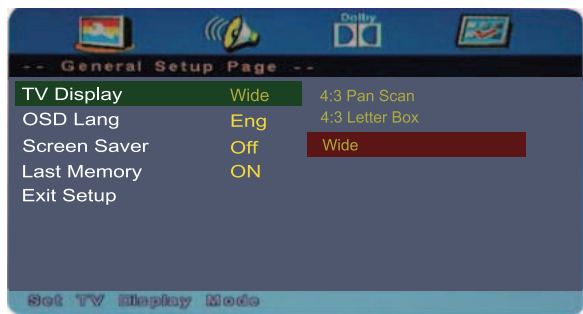 Dolby
-- General Setup Page --
TV Display Wide 4:3 Pan Scan
OSD Lang Eng 4:3 Letter Box
Screen Saver Off Wide
Last Memory ON
Exit Setup
Set TV Display Mode